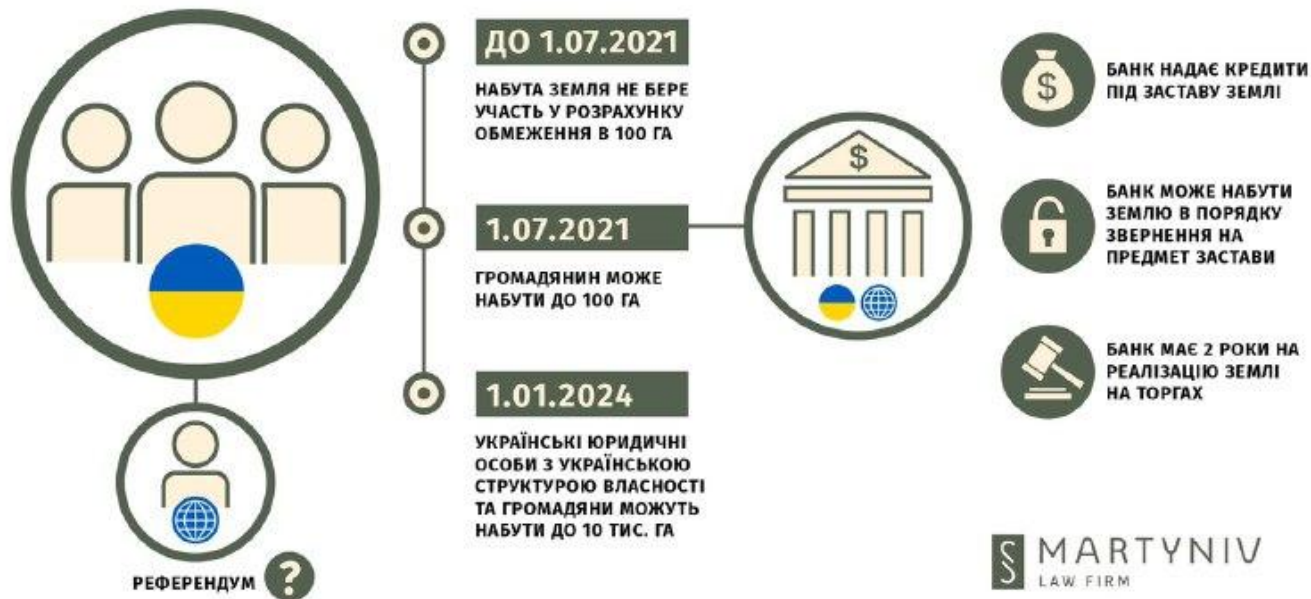 ДО 1.07.2021
НАБУТА ЗЕМЛЯ НЕ БЕРЕ
УЧАСТЬ У РОЗРАХУНКУ
ОБМЕЖЕННЯ В 100 ГА
1.07.2021
ГРОМАДЯНИН МОЖЕ
НАБУТИ ДО 100 ГА
1.01.2024
УКРАЇНСЬКІ ЮРИДИЧНІ
ОСОБИ З УКРАЇНСЬКОЮ
СТРУКТУРОЮ ВЛАСНОСТІ
ТА ГРОМАДЯНИ МОЖУТЬ
НАБУТИ ДО 10 ТИС. ГА
РЕФЕРЕНДУМ ?
$
$
БАНК НАДАЄ КРЕДИТИ
ПІД ЗАСТАВУ ЗЕМЛІ
БАНК МОЖЕ НАБУТИ
ЗЕМЛЮ В ПОРЯДКУ
ЗВЕРНЕННЯ НА
ПРЕДМЕТ ЗАСТАВИ
БАНК МАЄ 2 РОКИ НА
РЕАЛІЗАЦІЮ ЗЕМЛІ
НА ТОРГАХ
§ MARTYNIV
LAW FIRM